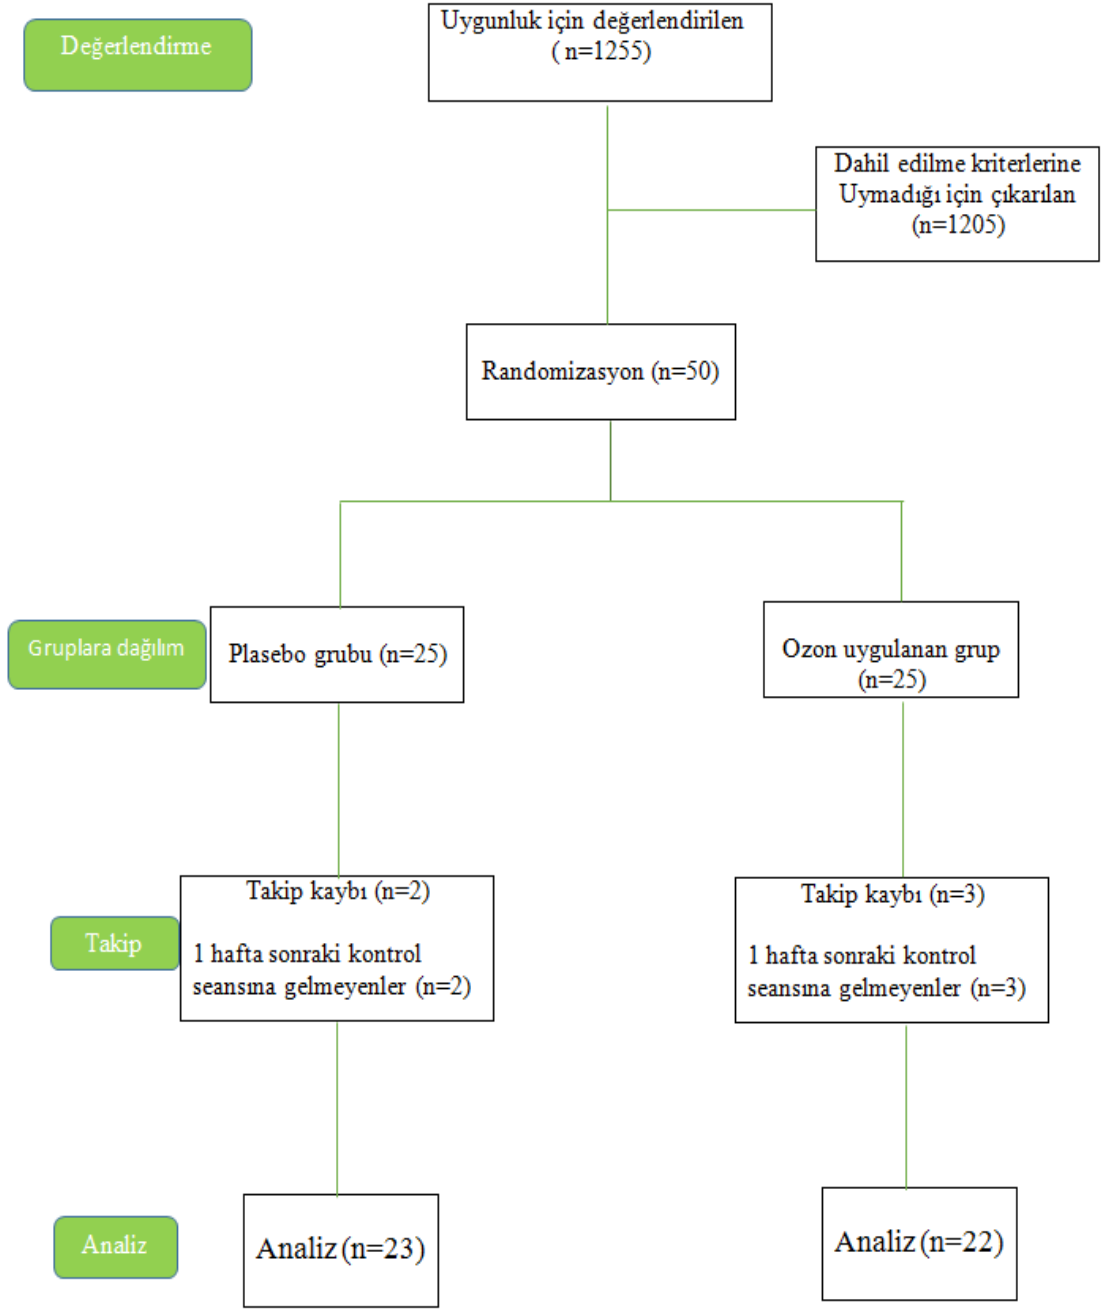 Değerlendirme
Uygunluk için değerlendirilen
( n=1255)
Dahil edilme kriterlerine
Uymadığı için çıkarılan
(n=1205)
Randomizasyon (n=50)
Gruplara dağılım
Plasebo grubu (n=25)
Ozon uygulanan grup
(n=25)
Takip
Takip kaybı (n=2)
1 hafta sonraki kontrol
seansına gelmeyenler (n=2)
Takip kaybı (n=3)
1 hafta sonraki kontrol
seansına gelmeyenler (n=3)
Analiz
Analiz (n=23)
Analiz (n=22)